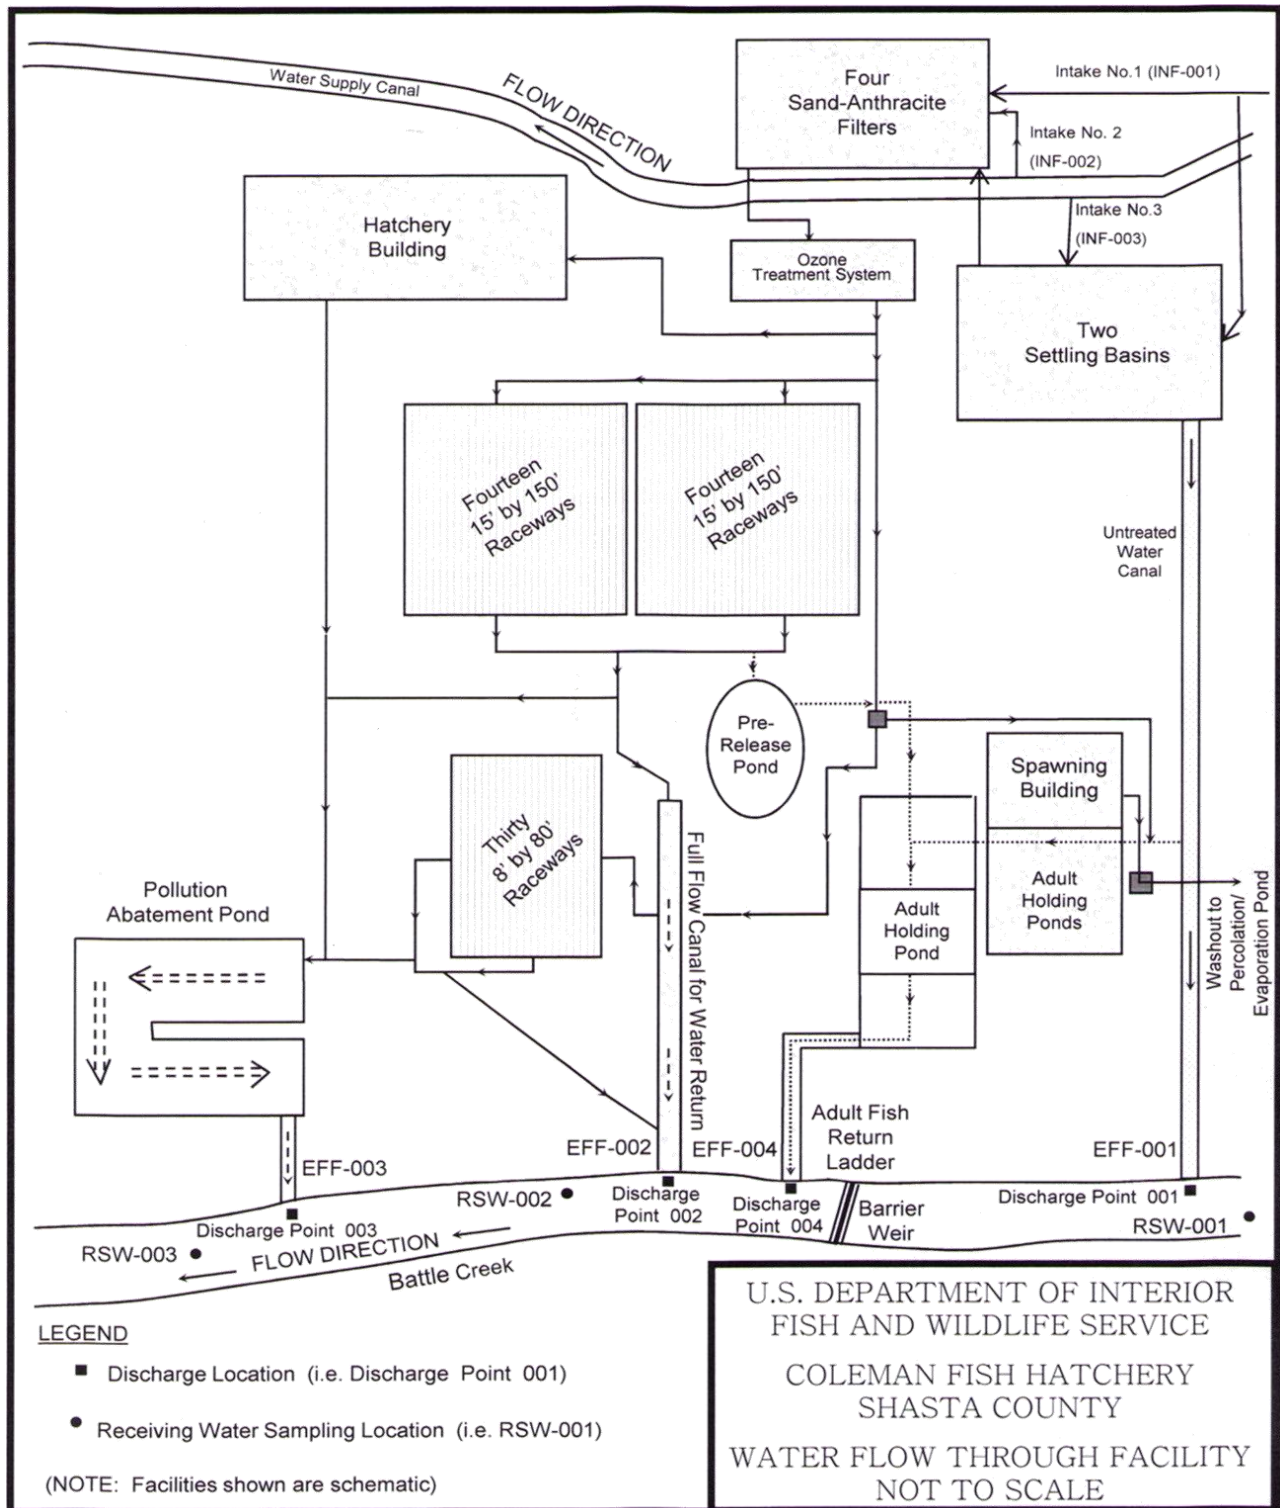 Water Supply Canal
FLOW DIRECTION
Four
Sand-Anthracite
Filters
Intake No.1 (INF-001)
Intake No. 2
(INF-002)
Intake No.3
(INF-003)
Hatchery
Building
Ozone
Treatment System
Two
Settling Basins
Fourteen
15' by 150'
Raceways
Fourteen
15' by 150'
Raceways
Untreated
Water
Canal
Pre-
Release
Pond
Spawning
Building
Thirty
8' by 80'
Raceways
Full Flow Canal for Water Return
Adult
Holding
Pond
Adult
Holding
Ponds
Washout to
Percolation/
Evaporation Pond
Pollution
Abatement Pond
Adult Fish
Return
Ladder
EFF-003
EFF-002
EFF-004
EFF-001
RSW-002
Discharge
Point 002
Discharge
Point 004
Barrier
Weir
Discharge Point 001
RSW-001
Discharge Point 003
RSW-003
FLOW DIRECTION
Battle Creek
LEGEND
Discharge Location (i.e. Discharge Point 001)
Receiving Water Sampling Location (i.e. RSW-001)
(NOTE: Facilities shown are schematic)
U.S. DEPARTMENT OF INTERIOR
FISH AND WILDLIFE SERVICE
COLEMAN FISH HATCHERY
SHASTA COUNTY
WATER FLOW THROUGH FACILITY
NOT TO SCALE